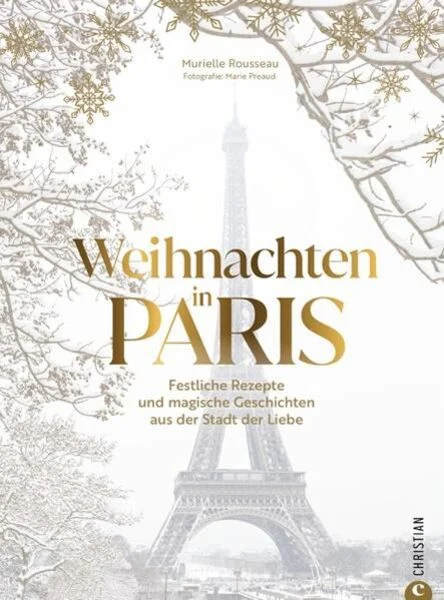 Murielle Rousseau
Fotografie: Marie Preaud
Weihnachten
in
PARIS
Festliche Rezepte
und magische Geschichten
aus der Stadt der Liebe
CHRISTIAN
C